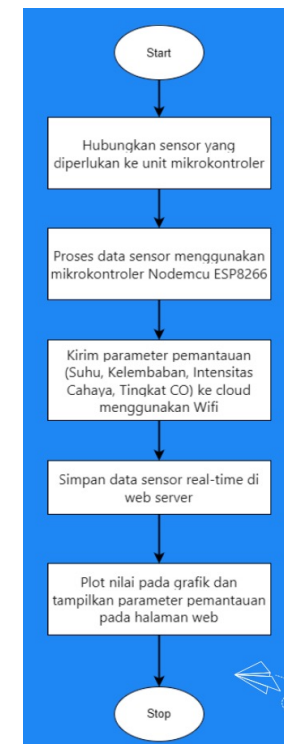 Start
Hubungkan sensor yang
diperlukan ke unit mikrokontroler
Proses data sensor menggunakan
mikrokontroler Nodemcu ESP8266
Kirim parameter pemantauan
(Suhu, Kelembaban, Intensitas
Cahaya, Tingkat CO) ke cloud
menggunakan Wifi
Simpan data sensor real-time di
web server
Plot nilai pada grafik dan
tampilkan parameter pemantauan
pada halaman web
Stop